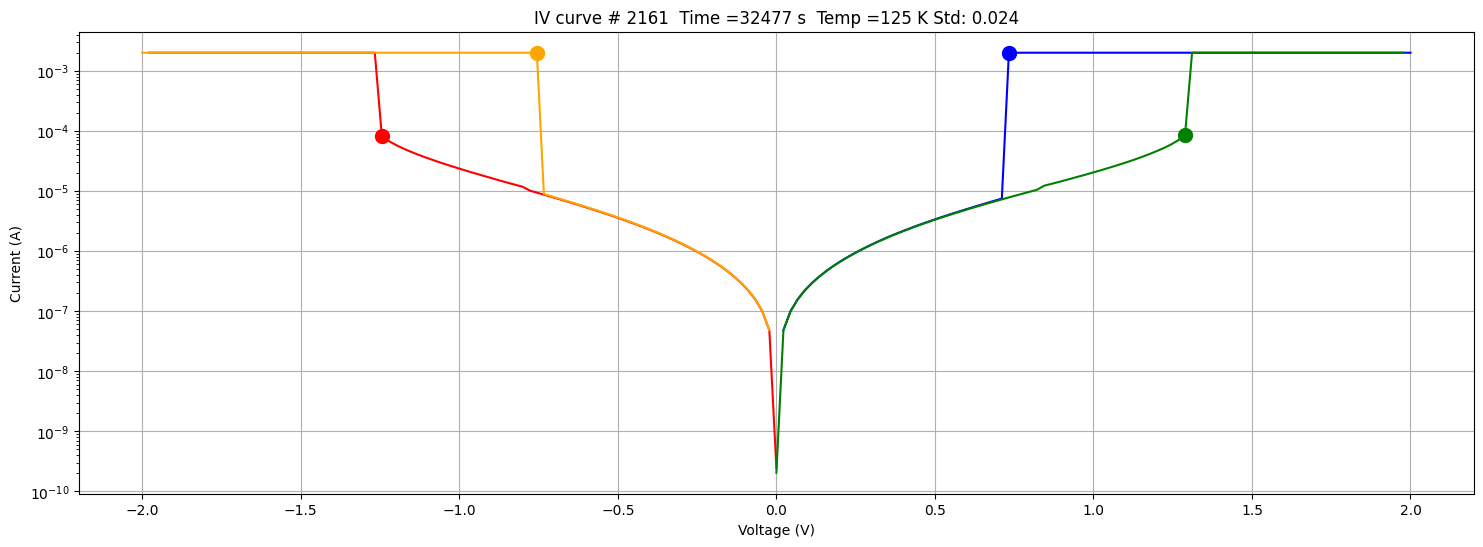 IV curve # 2161  Time =32477 s  Temp =125 K Std: 0.024
Current (A)
10⁻³
10⁻⁴
10⁻⁵
10⁻⁶
10⁻⁷
10⁻⁸
10⁻⁹
10⁻¹⁰
−2.0 −1.5 −1.0 −0.5 0.0 0.5 1.0 1.5 2.0
Voltage (V)